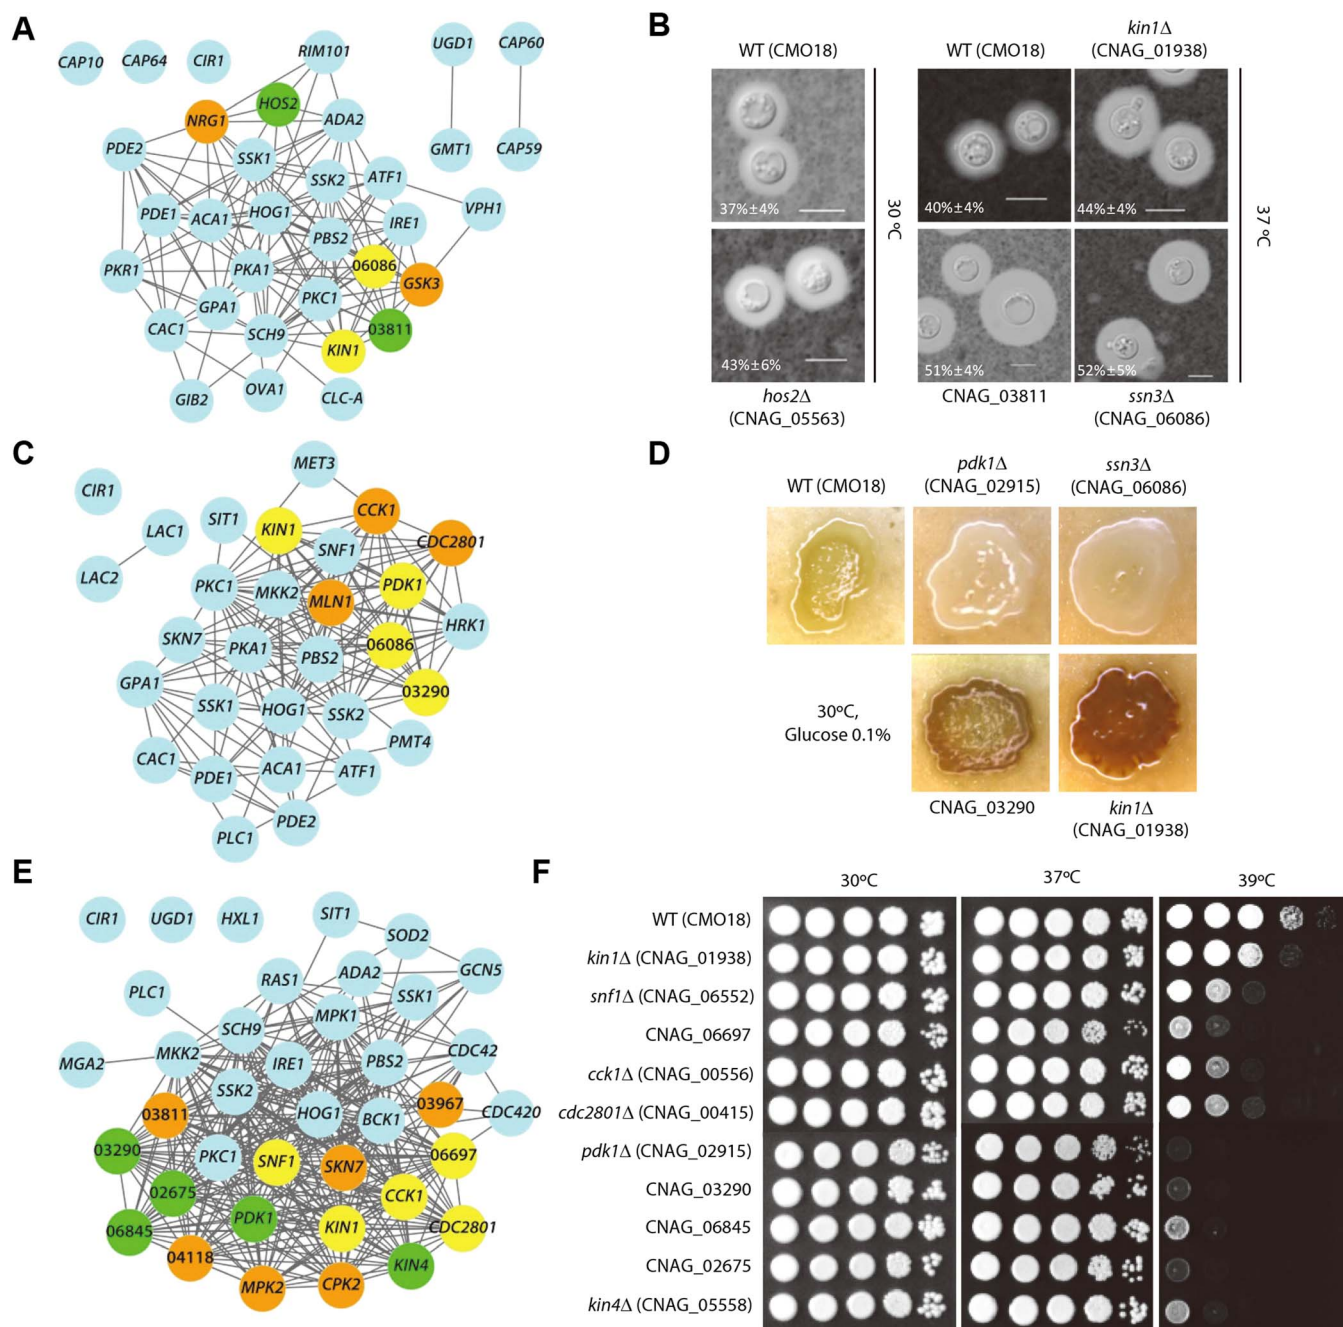 A
CAP10
CAP64
CIR1
RIM101
UGD1
CAP60
NRG1
HOS2
ADA2
PDE2
SSK1
GMT1
CAP59
SSK2
ATF1
PDE1
ACA1
HOG1
IRE1
VPH1
PBS2
06086
PKR1
PKA1
GSK3
GPA1
PKC1
CAC1
SCH9
03811
KIN1
GIB2
OVA1
CLC-A
B
WT (CMO18)
WT (CMO18)
kin1Δ
(CNAG_01938)
37%±4%
40%±4%
44%±4%
30 ºC
37 ºC
43%±6%
51%±4%
52%±5%
hos2Δ
(CNAG_05563)
CNAG_03811
ssn3Δ
(CNAG_06086)
C
CIR1
MET3
LAC1
SIT1
KIN1
CCK1
LAC2
SNF1
CDC2801
PKC1
MKK2
MLN1
PDK1
SKN7
PKA1
PBS2
06086
HRK1
GPA1
SSK1
HOG1
SSK2
03290
CAC1
PDE1
ACA1
ATF1
PMT4
PLC1
PDE2
D
WT (CMO18)
pdk1Δ
(CNAG_02915)
ssn3Δ
(CNAG_06086)
30ºC,
Glucose 0.1%
CNAG_03290
kin1Δ
(CNAG_01938)
E
CIR1
UGD1
HXL1
SIT1
SOD2
PLC1
RAS1
ADA2
GCN5
SSK1
SCH9
MPK1
MGA2
MKK2
IRE1
PBS2
CDC42
SSK2
03811
HOG1
BCK1
03967
CDC420
03290
PKC1
SNF1
SKN7
06697
02675
CCK1
06845
PDK1
KIN1
CDC2801
04118
MPK2
CPK2
KIN4
F
30ºC
37ºC
39ºC
WT (CMO18)
kin1Δ (CNAG_01938)
snf1Δ (CNAG_06552)
CNAG_06697
cck1Δ (CNAG_00556)
cdc2801Δ (CNAG_00415)
pdk1Δ (CNAG_02915)
CNAG_03290
CNAG_06845
CNAG_02675
kin4Δ (CNAG_05558)